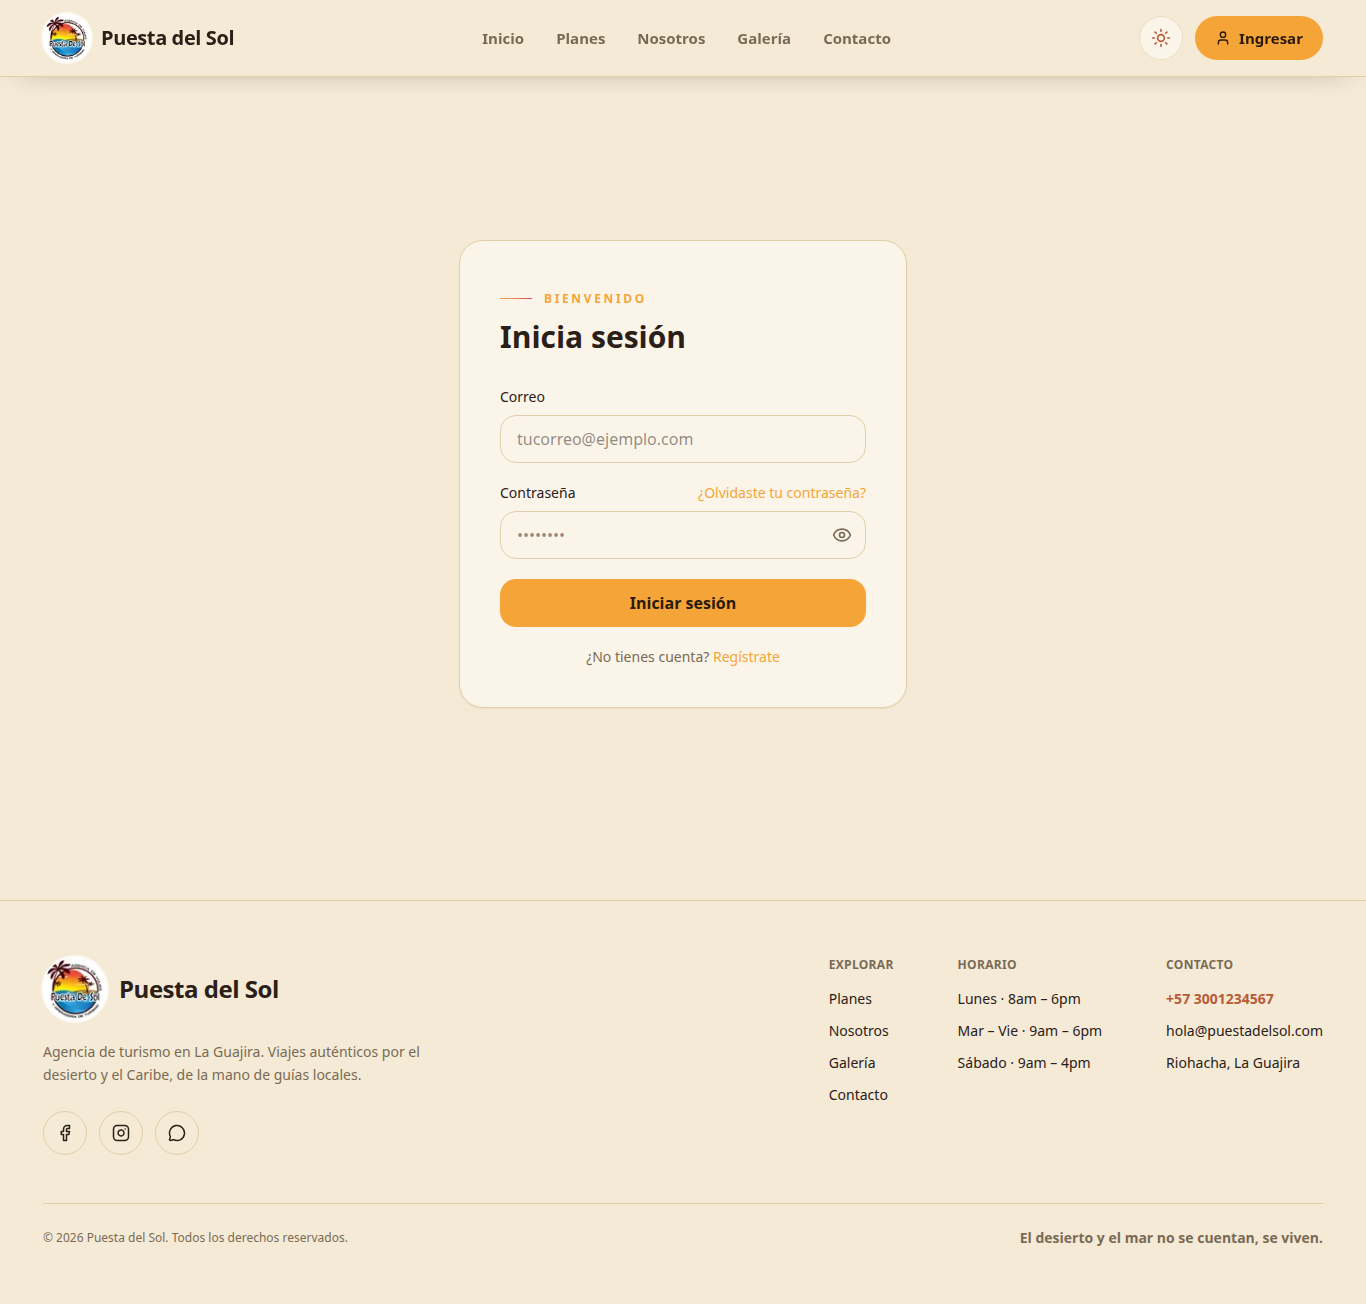 Puesta del Sol
Inicio
Planes
Nosotros
Galería
Contacto
Ingresar
BIENVENIDO
Inicia sesión
Correo
tucorreo@ejemplo.com
Contraseña
¿Olvidaste tu contraseña?
••••••••
Iniciar sesión
¿No tienes cuenta? Regístrate
Puesta Del Sol
Puesta del Sol
Agencia de turismo en La Guajira. Viajes auténticos por el
desierto y el Caribe, de la mano de guías locales.
EXPLORAR
Planes
Nosotros
Galería
Contacto
HORARIO
Lunes · 8am – 6pm
Mar – Vie · 9am – 6pm
Sábado · 9am – 4pm
CONTACTO
+57 3001234567
hola@puestadelsol.com
Riohacha, La Guajira
© 2026 Puesta del Sol. Todos los derechos reservados.
El desierto y el mar no se cuentan, se viven.